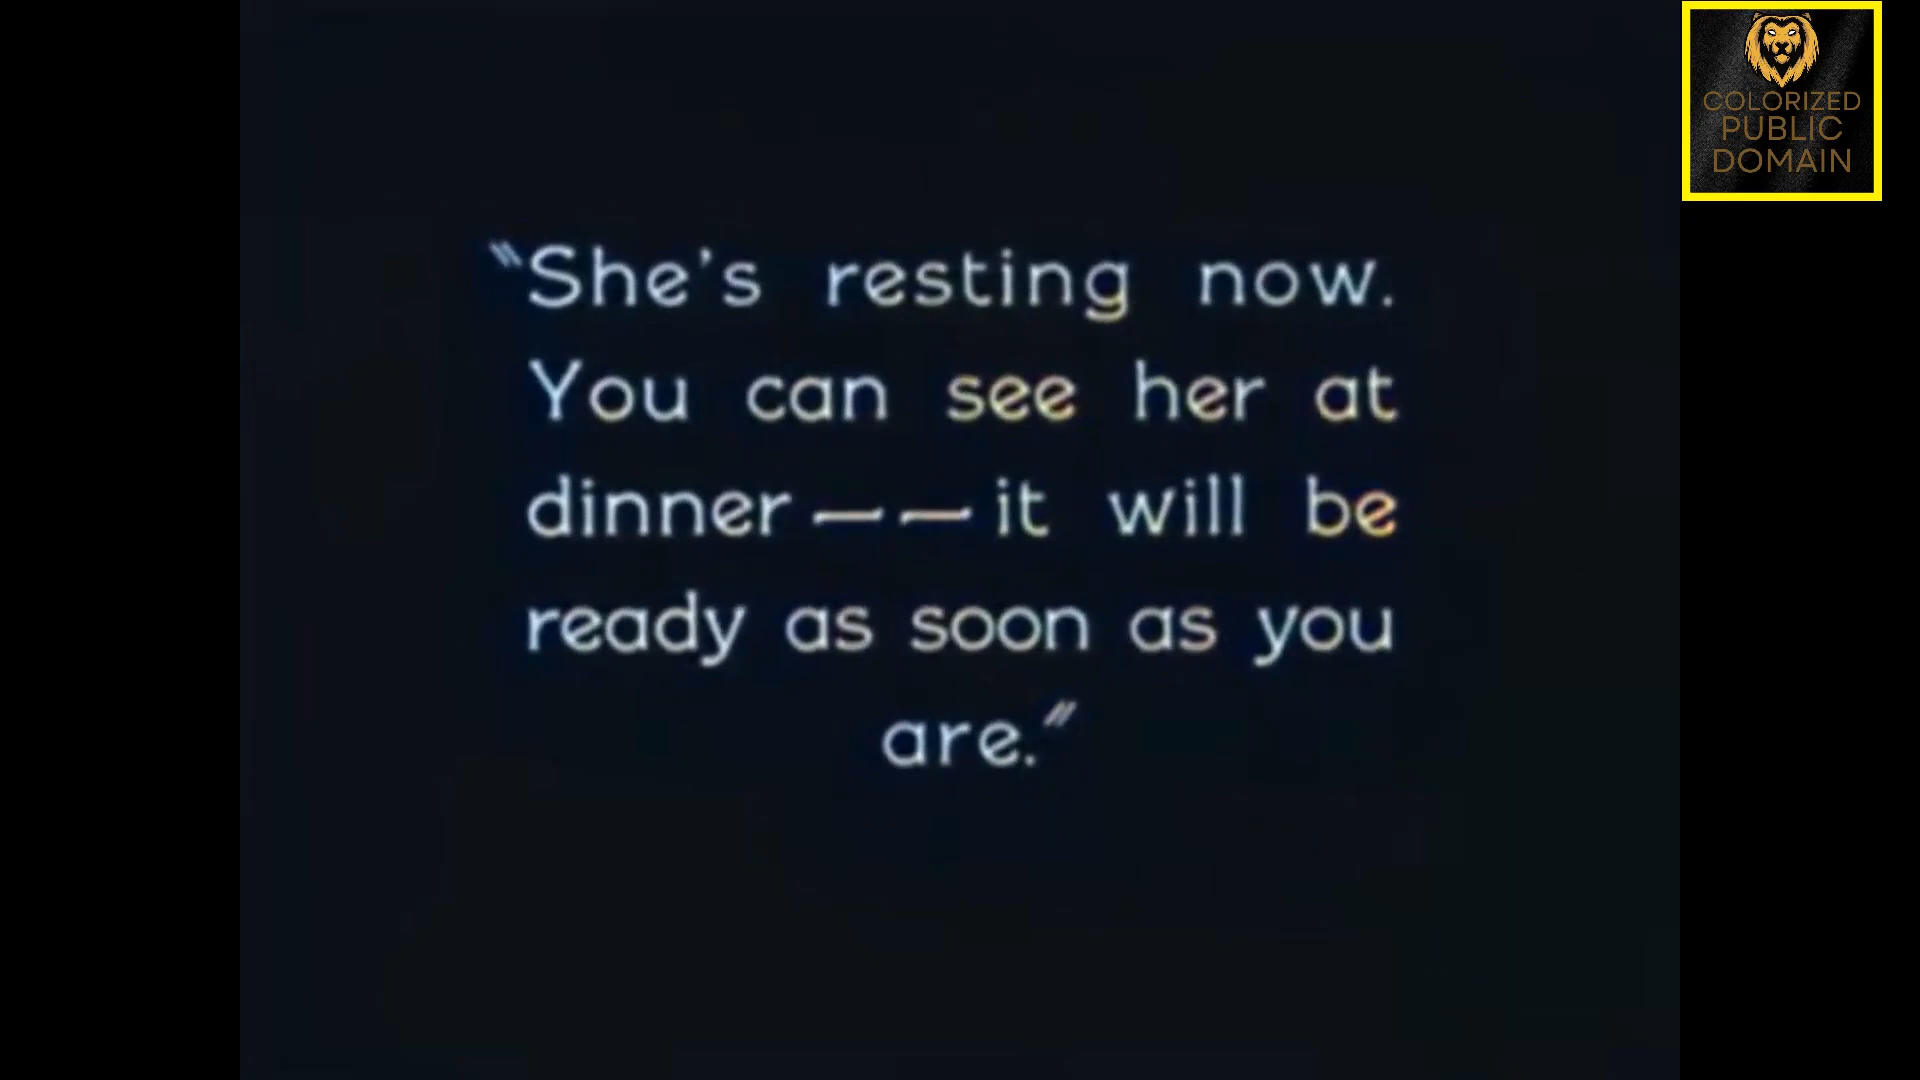 "She's resting now.
You can see her at
dinner——it will be
ready as soon as you
are."
COLORIZED
PUBLIC
DOMAIN